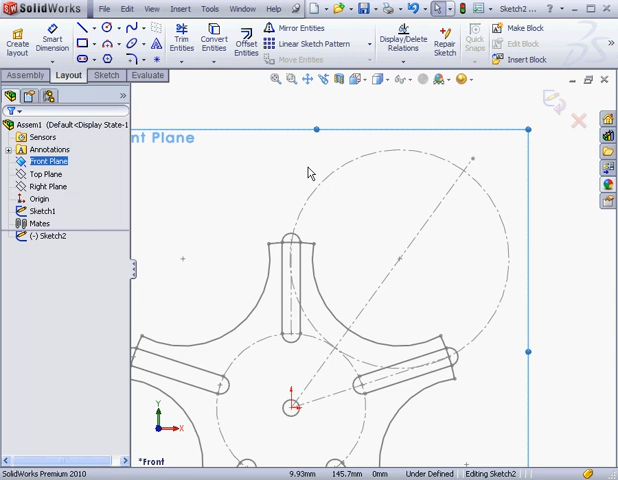 SolidWorks File Edit View Insert Tools Window Help Sketch2 ...
Create layout
Smart Dimension
Trim Entities
Convert Entities
Offset Entities
Mirror Entities
Linear Sketch Pattern
Move Entities
Display/Delete Relations
Repair Sketch
Quick Snaps
Make Block
Edit Block
Insert Block
Assembly Layout Sketch Evaluate
Assem1 (Default<Display State-1
Sensors
Annotations
Front Plane
Top Plane
Right Plane
Origin
Sketch1
Mates
(-) Sketch2
nt Plane
Y
X
*Front
SolidWorks Premium 2010 9.93mm 145.7mm 0mm Under Defined Editing Sketch2